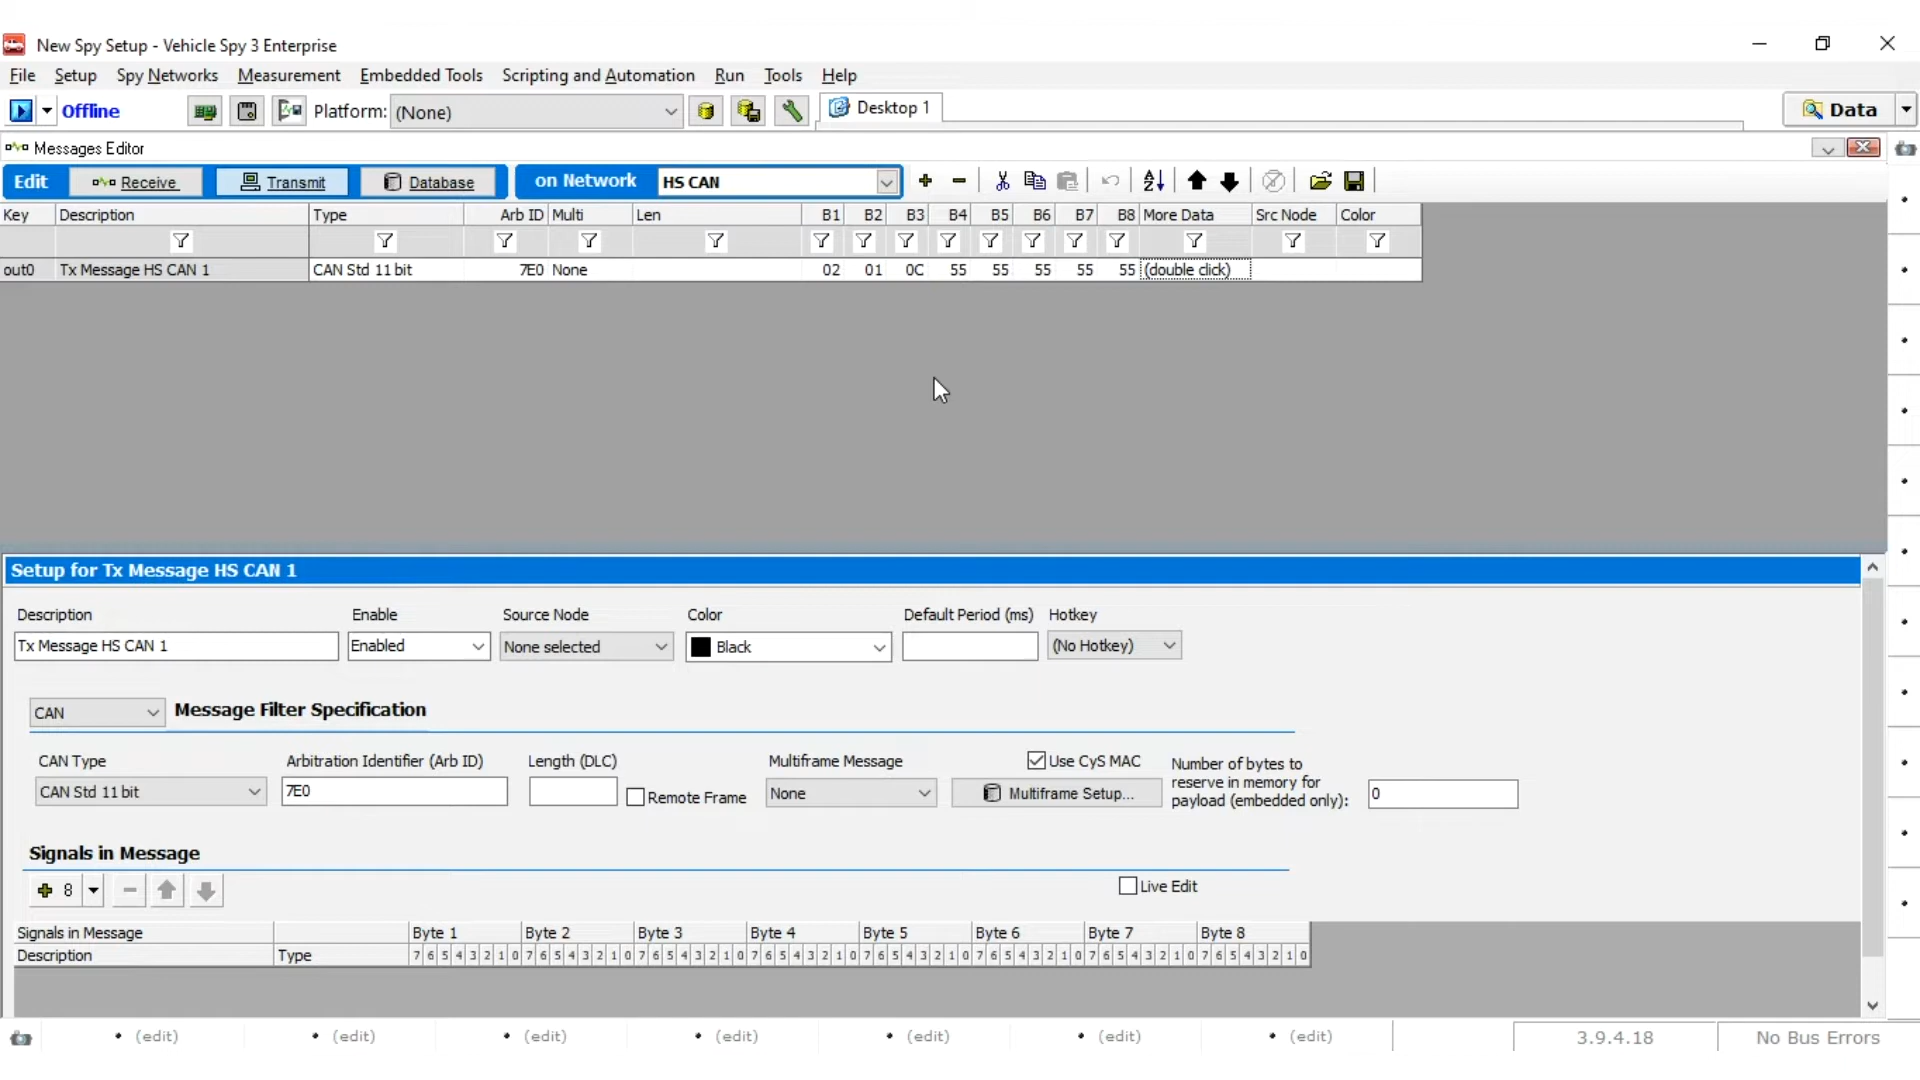 New Spy Setup - Vehicle Spy 3 Enterprise
File Setup Spy Networks Measurement Embedded Tools Scripting and Automation Run Tools Help
Offline Platform: (None) Desktop 1 Data
Messages Editor
Edit Receive Transmit Database on Network HS CAN
Key Description Type Arb ID Multi Len B1 B2 B3 B4 B5 B6 B7 B8 More Data Src Node Color
out0 Tx Message HS CAN 1 CAN Std 11 bit 7E0 None 02 01 0C 55 55 55 55 55 (double click)
Setup for Tx Message HS CAN 1
Description Enable Source Node Color Default Period (ms) Hotkey
Tx Message HS CAN 1 Enabled None selected Black (No Hotkey)
CAN Message Filter Specification
CAN Type Arbitration Identifier (Arb ID) Length (DLC) Multiframe Message Use CyS MAC
CAN Std 11 bit 7E0 Remote Frame None Multiframe Setup...
Number of bytes to
reserve in memory for
payload (embedded only): 0
Signals in Message
8 Live Edit
Signals in Message Byte 1 Byte 2 Byte 3 Byte 4 Byte 5 Byte 6 Byte 7 Byte 8
Description Type 7 6 5 4 3 2 1 0 7 6 5 4 3 2 1 0 7 6 5 4 3 2 1 0 7 6 5 4 3 2 1 0 7 6 5 4 3 2 1 0 7 6 5 4 3 2 1 0 7 6 5 4 3 2 1 0 7 6 5 4 3 2 1 0
(edit) (edit) (edit) (edit) (edit) (edit) (edit) 3.9.4.18 No Bus Errors